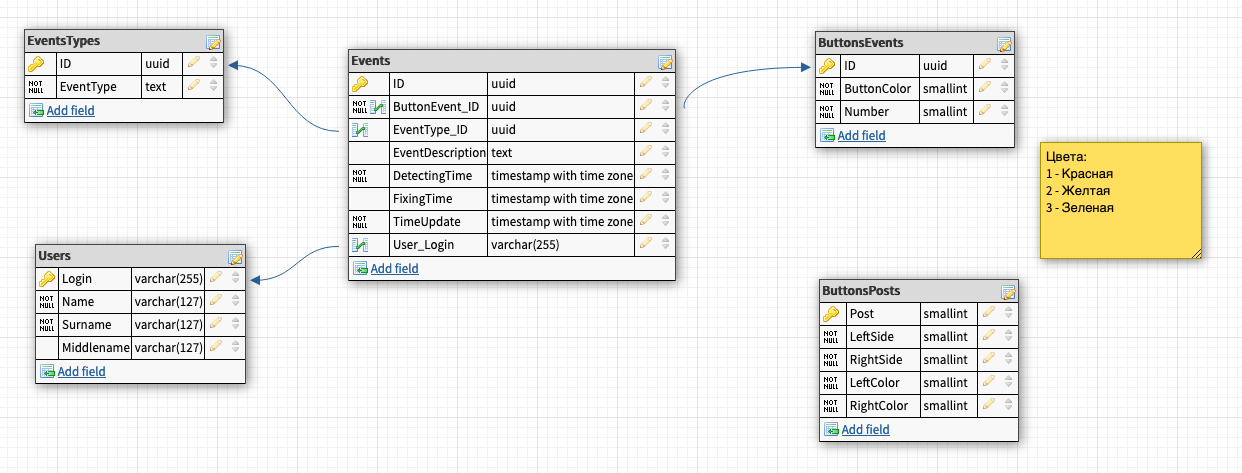 EventsTypes
ID uuid
NOT NULL EventType text
Add field
Events
ID uuid
NOT NULL ButtonEvent_ID uuid
EventType_ID uuid
EventDescription text
NOT NULL DetectingTime timestamp with time zone
FixingTime timestamp with time zone
NOT NULL TimeUpdate timestamp with time zone
User_Login varchar(255)
Add field
ButtonsEvents
ID uuid
NOT NULL ButtonColor smallint
NOT NULL Number smallint
Add field
Цвета:
1 - Красная
2 - Желтая
3 - Зеленая
Users
Login varchar(255)
NOT NULL Name varchar(127)
NOT NULL Surname varchar(127)
Middlename varchar(127)
Add field
ButtonsPosts
Post smallint
NOT NULL LeftSide smallint
NOT NULL RightSide smallint
NOT NULL LeftColor smallint
NOT NULL RightColor smallint
Add field